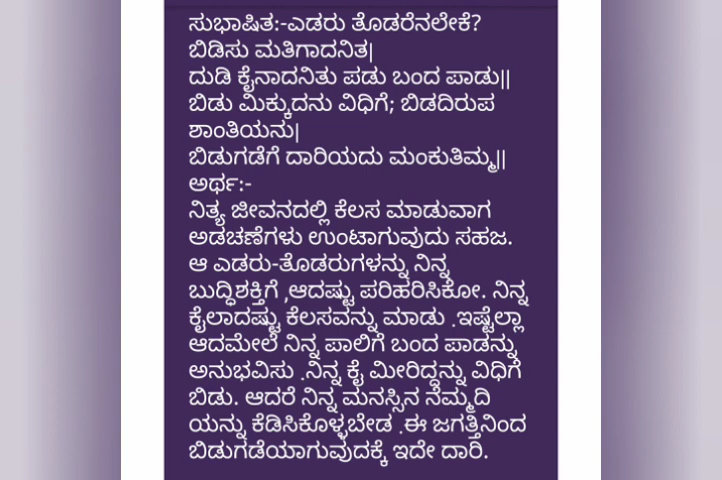 ಸುಭಾಷಿತ:-ಎಡರು ತೊಡರೆನಲೇಕೆ?
ಬಿಡಿಸು ಮತಿಗಾದನಿತ|
ದುಡಿ ಕೈನಾದನಿತು ಪಡು ಬಂದ ಪಾಡು||
ಬಿಡು ಮಿಕ್ಕುದನು ವಿಧಿಗೆ; ಬಿಡದಿರುಪ
ಶಾಂತಿಯನು|
ಬಿಡುಗಡೆಗೆ ದಾರಿಯದು ಮಂಕುತಿಮ್ಮ||
ಅರ್ಥ:-
ನಿತ್ಯ ಜೀವನದಲ್ಲಿ ಕೆಲಸ ಮಾಡುವಾಗ
ಅಡಚಣೆಗಳು ಉಂಟಾಗುವುದು ಸಹಜ.
ಆ ಎಡರು-ತೊಡರುಗಳನ್ನು ನಿನ್ನ
ಬುದ್ಧಿಶಕ್ತಿಗೆ ,ಆದಷ್ಟು ಪರಿಹರಿಸಿಕೋ. ನಿನ್ನ
ಕೈಲಾದಷ್ಟು ಕೆಲಸವನ್ನು ಮಾಡು .ಇಷ್ಟೆಲ್ಲಾ
ಆದಮೇಲೆ ನಿನ್ನ ಪಾಲಿಗೆ ಬಂದ ಪಾಡನ್ನು
ಅನುಭವಿಸು .ನಿನ್ನ ಕೈ ಮೀರಿದ್ದನ್ನು ವಿಧಿಗೆ
ಬಿಡು. ಆದರೆ ನಿನ್ನ ಮನಸ್ಸಿನ ನೆಮ್ಮದಿ
ಯನ್ನು ಕೆಡಿಸಿಕೊಳ್ಳಬೇಡ .ಈ ಜಗತ್ತಿನಿಂದ
ಬಿಡುಗಡೆಯಾಗುವುದಕ್ಕೆ ಇದೇ ದಾರಿ.